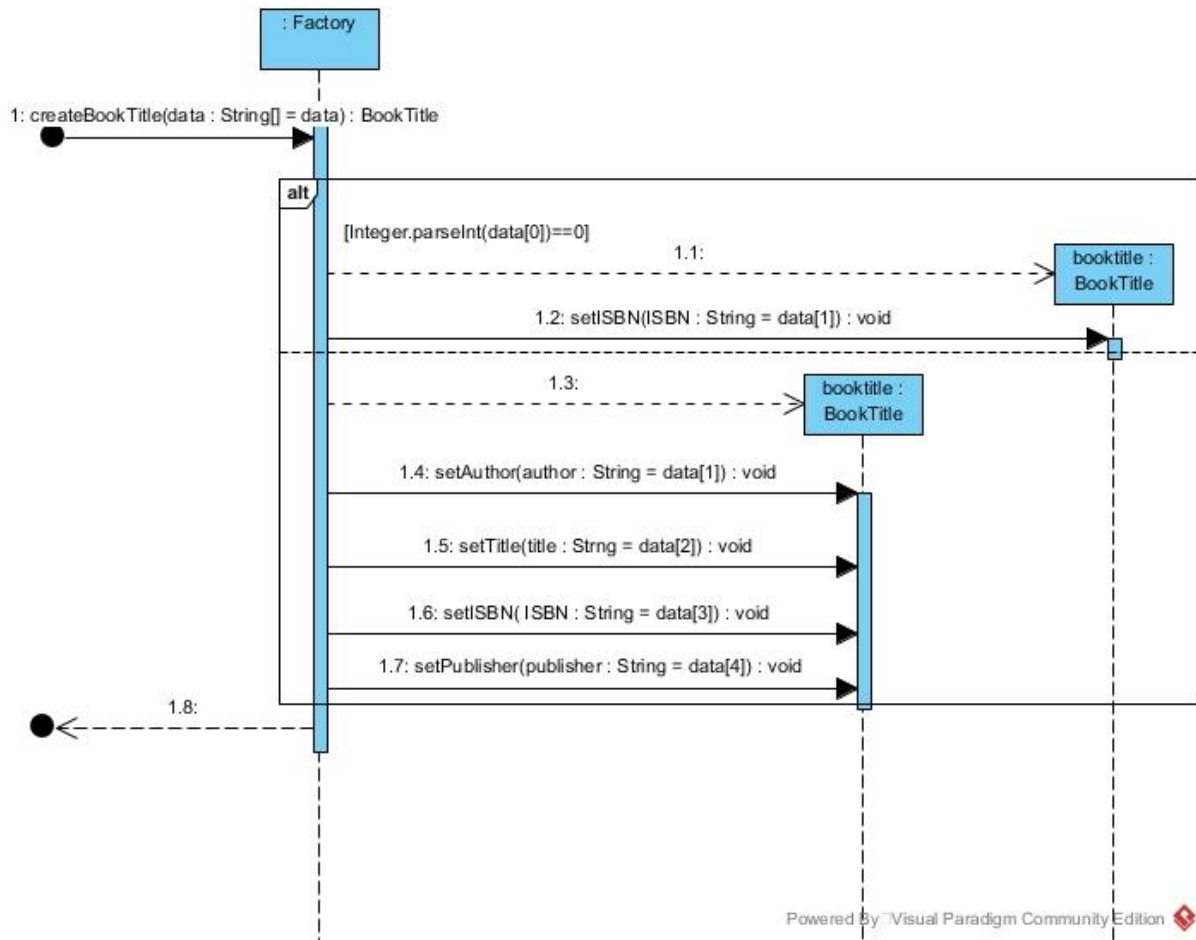 : Factory
1: createBookTitle(data : String[] = data) : BookTitle
alt
[Integer.parseInt(data[0])==0]
1.1:
booktitle :
BookTitle
1.2: setISBN(ISBN : String = data[1]) : void
1.3:
booktitle :
BookTitle
1.4: setAuthor(author : String = data[1]) : void
1.5: setTitle(title : Strng = data[2]) : void
1.6: setISBN( ISBN : String = data[3]) : void
1.7: setPublisher(publisher : String = data[4]) : void
1.8:
Powered By Visual Paradigm Community Edition